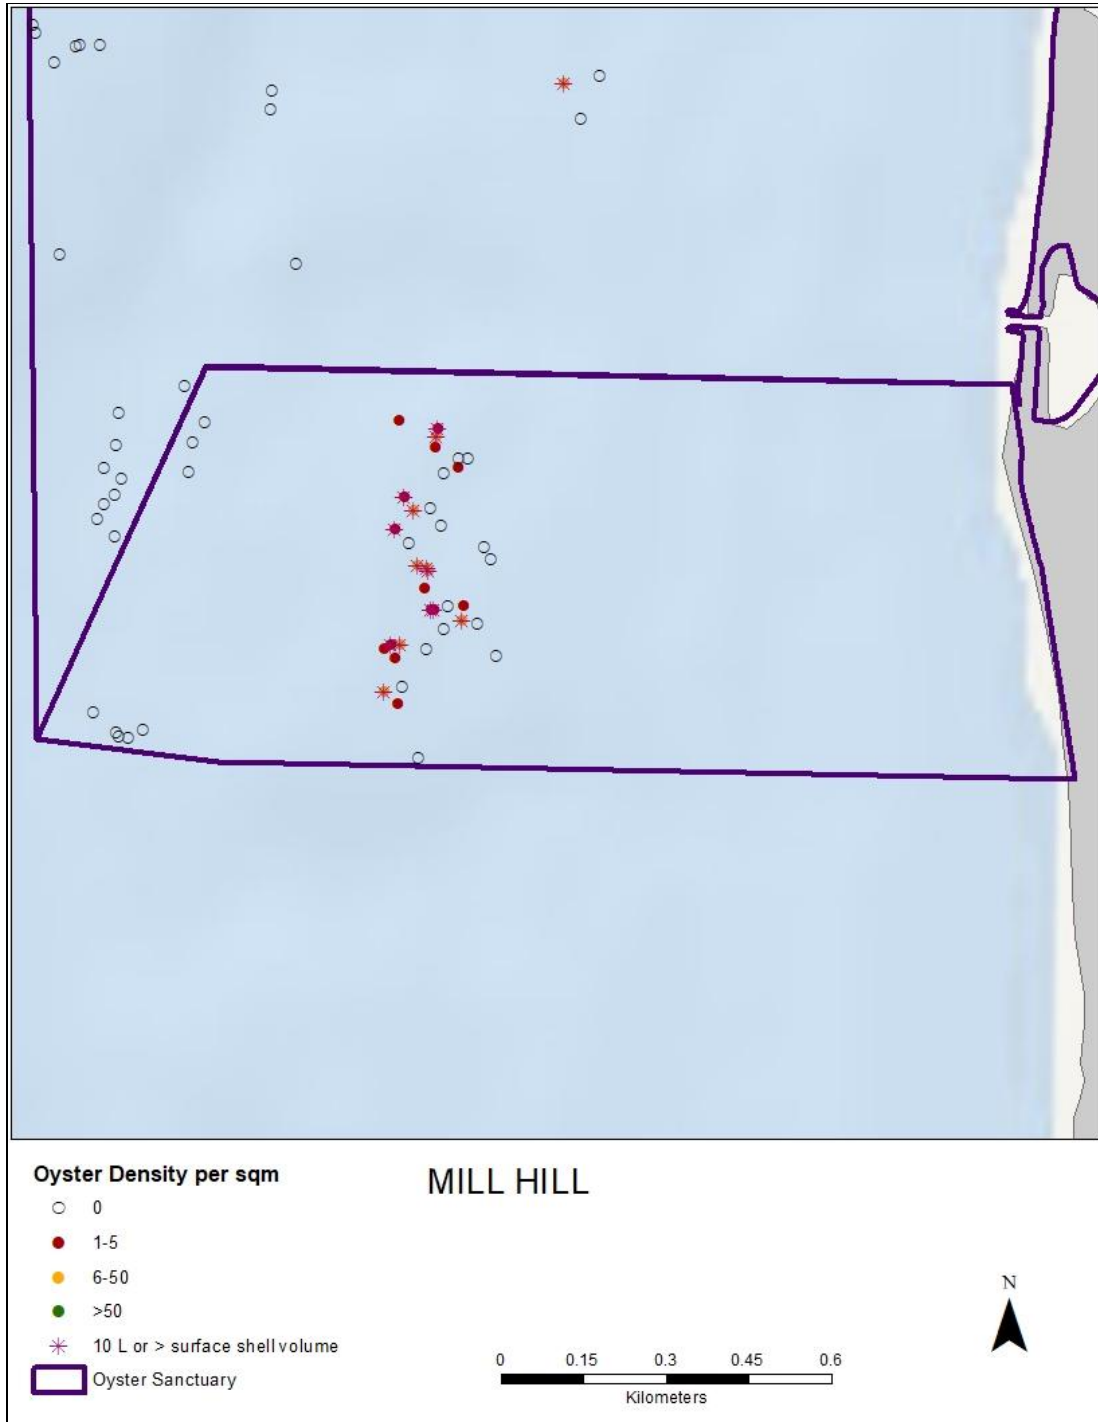 Oyster Density per sqm
MILL HILL
0
1-5
6-50
>50
10 L or > surface shell volume
Oyster Sanctuary
N
0 0.15 0.3 0.45 0.6
Kilometers